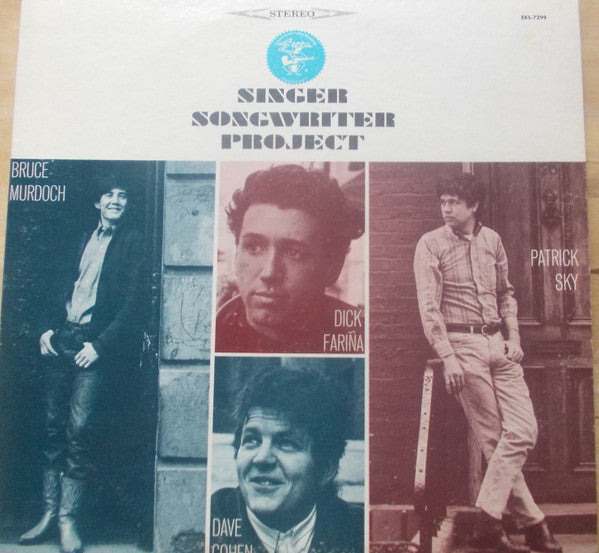 STEREO
EKS-7299
SINGER
SONGWRITER
PROJECT
BRUCE
MURDOCH
DICK
FARIÑA
PATRICK
SKY
DAVE
COHEN